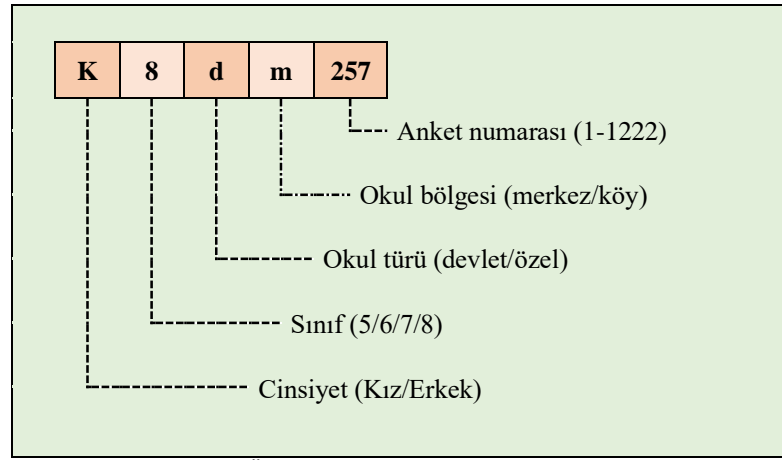 K 8 d m 257
Anket numarası (1-1222)
Okul bölgesi (merkez/köy)
Okul türü (devlet/özel)
Sınıf (5/6/7/8)
Cinsiyet (Kız/Erkek)